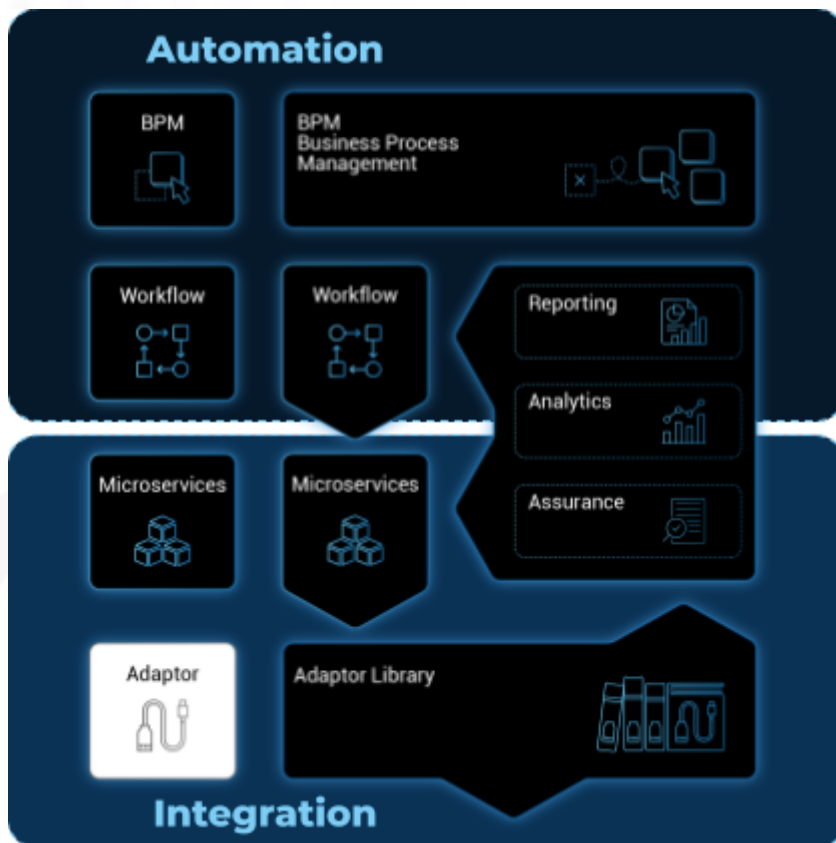 Automation
BPM
BPM
Business Process
Management
Workflow
Workflow
Reporting
Analytics
Microservices
Microservices
Assurance
Adaptor
Adaptor Library
Integration